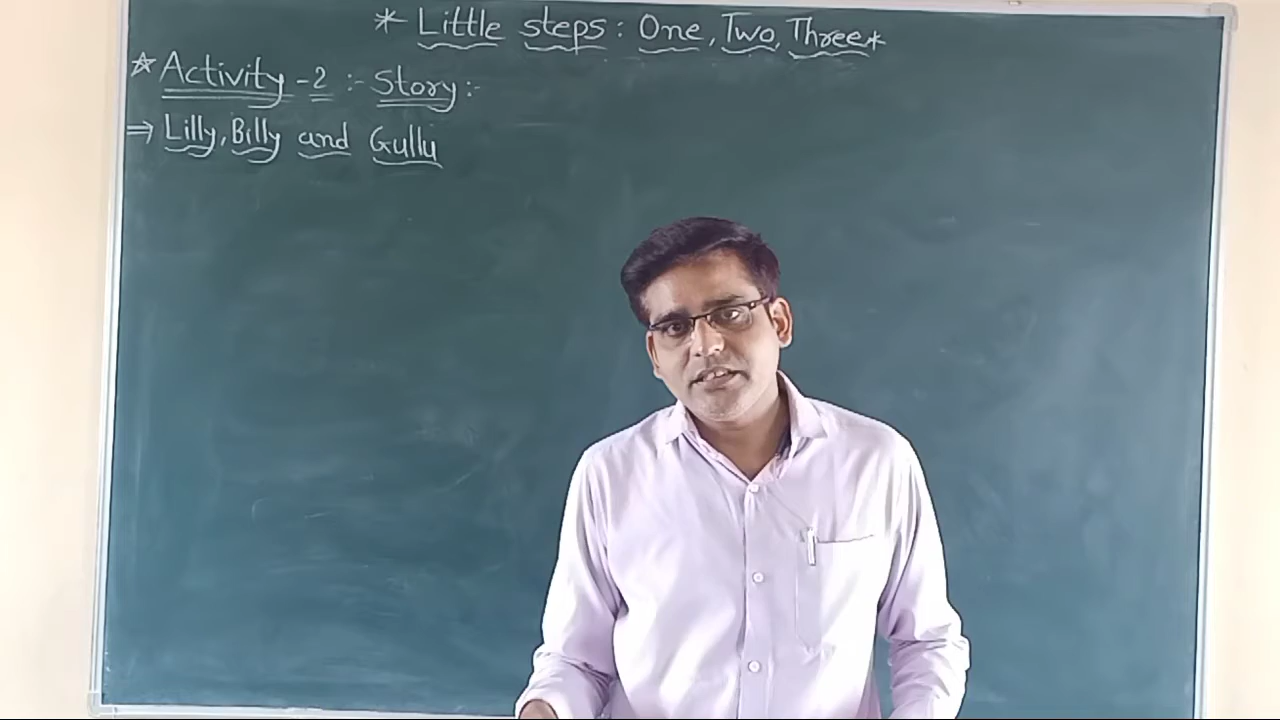 * Little steps : One, Two, Three *
☆ Activity - 2 :- Story :-
⇒ Lilly, Billy and Gullu